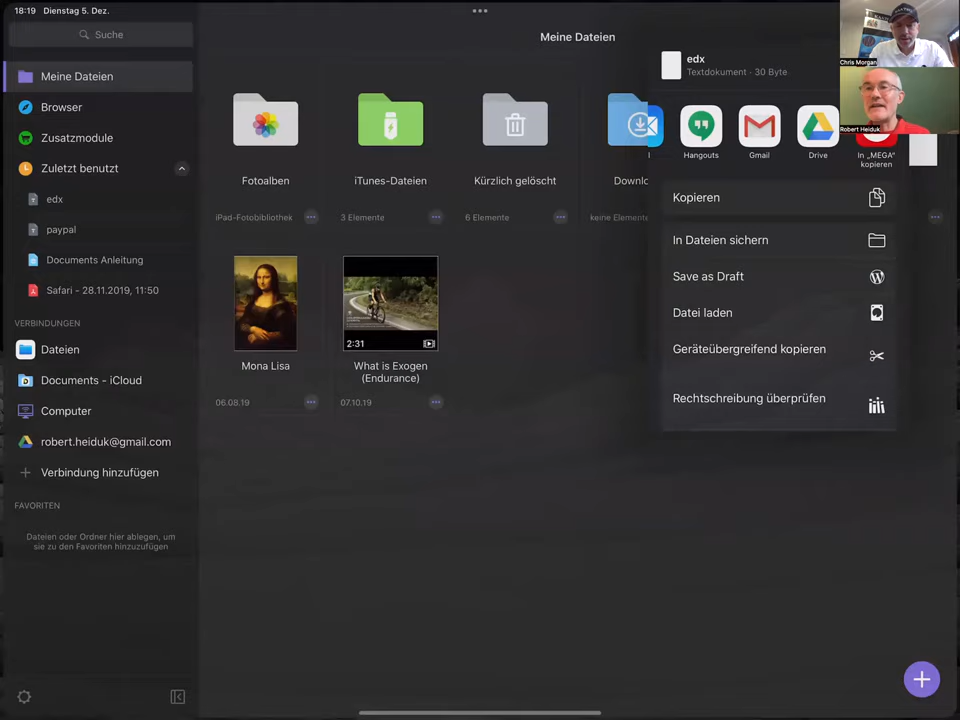 18:19 Dienstag 5. Dez.
Suche
Meine Dateien
Browser
Zusatzmodule
Zuletzt benutzt
edx
paypal
Documents Anleitung
Safari - 28.11.2019, 11:50
VERBINDUNGEN
Dateien
Documents - iCloud
Computer
robert.heiduk@gmail.com
Verbindung hinzufügen
FAVORITEN
Dateien oder Ordner hier ablegen, um
sie zu den Favoriten hinzuzufügen
Meine Dateien
Fotoalben
iTunes-Dateien
Kürzlich gelöscht
Downlo
iPad-Fotobibliothek
3 Elemente
6 Elemente
keine Elemente
2:31
Mona Lisa
What is Exogen
(Endurance)
06.08.19
07.10.19
edx
Textdokument · 30 Byte
Hangouts
Gmail
Drive
In „MEGA"
kopieren
Kopieren
In Dateien sichern
Save as Draft
Datei laden
Geräteübergreifend kopieren
Rechtschreibung überprüfen
Chris Morgan
Robert Heiduk